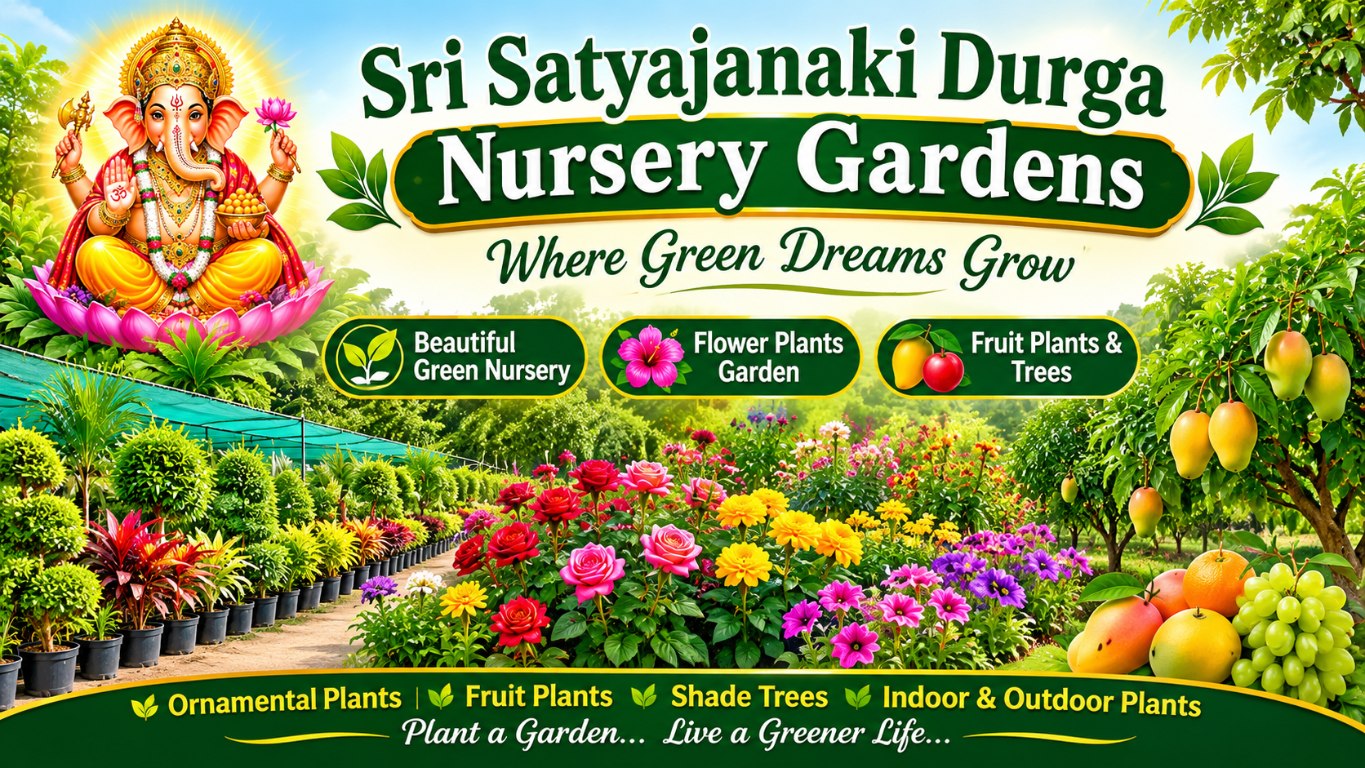 Sri Satyajanaki Durga
Nursery Gardens
Where Green Dreams Grow
Beautiful
Green Nursery
Flower Plants
Garden
Fruit Plants &
Trees
ॐ
Ornamental Plants | Fruit Plants Shade Trees Indoor & Outdoor Plants
Plant a Garden... Live a Greener Life...